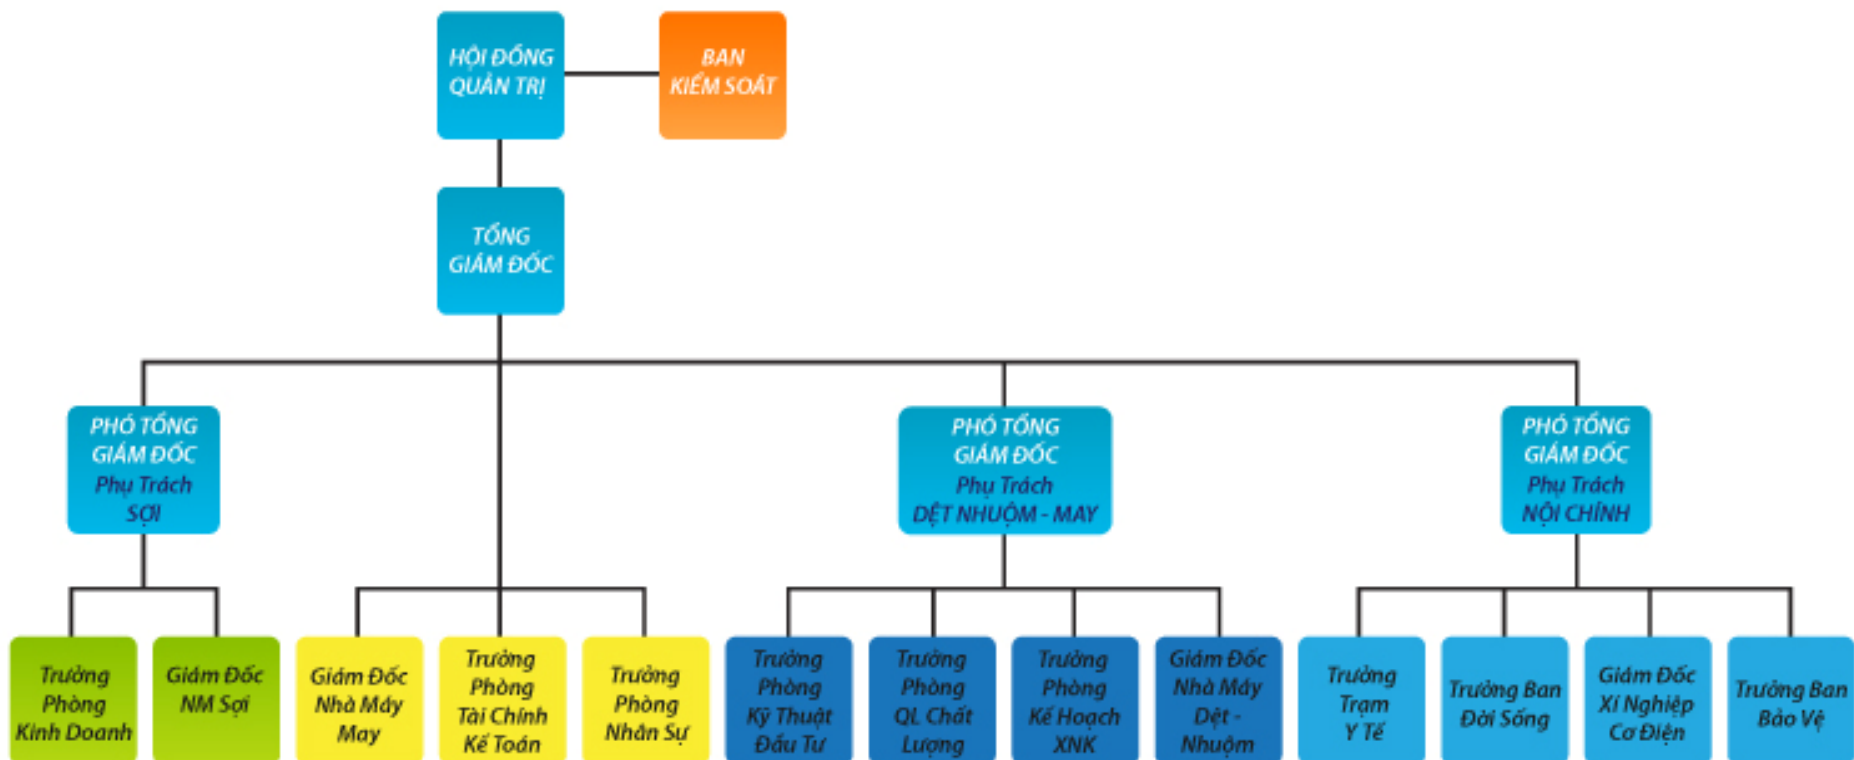 HỘI ĐỒNG
QUẢN TRỊ
BAN
KIỂM SOÁT
TỔNG
GIÁM ĐỐC
PHÓ TỔNG
GIÁM ĐỐC
Phụ Trách
SỢI
PHÓ TỔNG
GIÁM ĐỐC
Phụ Trách
DỆT NHUỘM - MAY
PHÓ TỔNG
GIÁM ĐỐC
Phụ Trách
NỘI CHÍNH
Trưởng
Phòng
Kinh Doanh
Giám Đốc
NM Sợi
Giám Đốc
Nhà Máy
May
Trưởng
Phòng
Tài Chính
Kế Toán
Trưởng
Phòng
Nhân Sự
Trưởng
Phòng
Kỹ Thuật
Đầu Tư
Trưởng
Phòng
QL Chất
Lượng
Trưởng
Phòng
Kế Hoạch
XNK
Giám Đốc
Nhà Máy
Dệt -
Nhuộm
Trưởng
Trạm
Y Tế
Trưởng Ban
Đời Sống
Giám Đốc
Xí Nghiệp
Cơ Điện
Trưởng Ban
Bảo Vệ